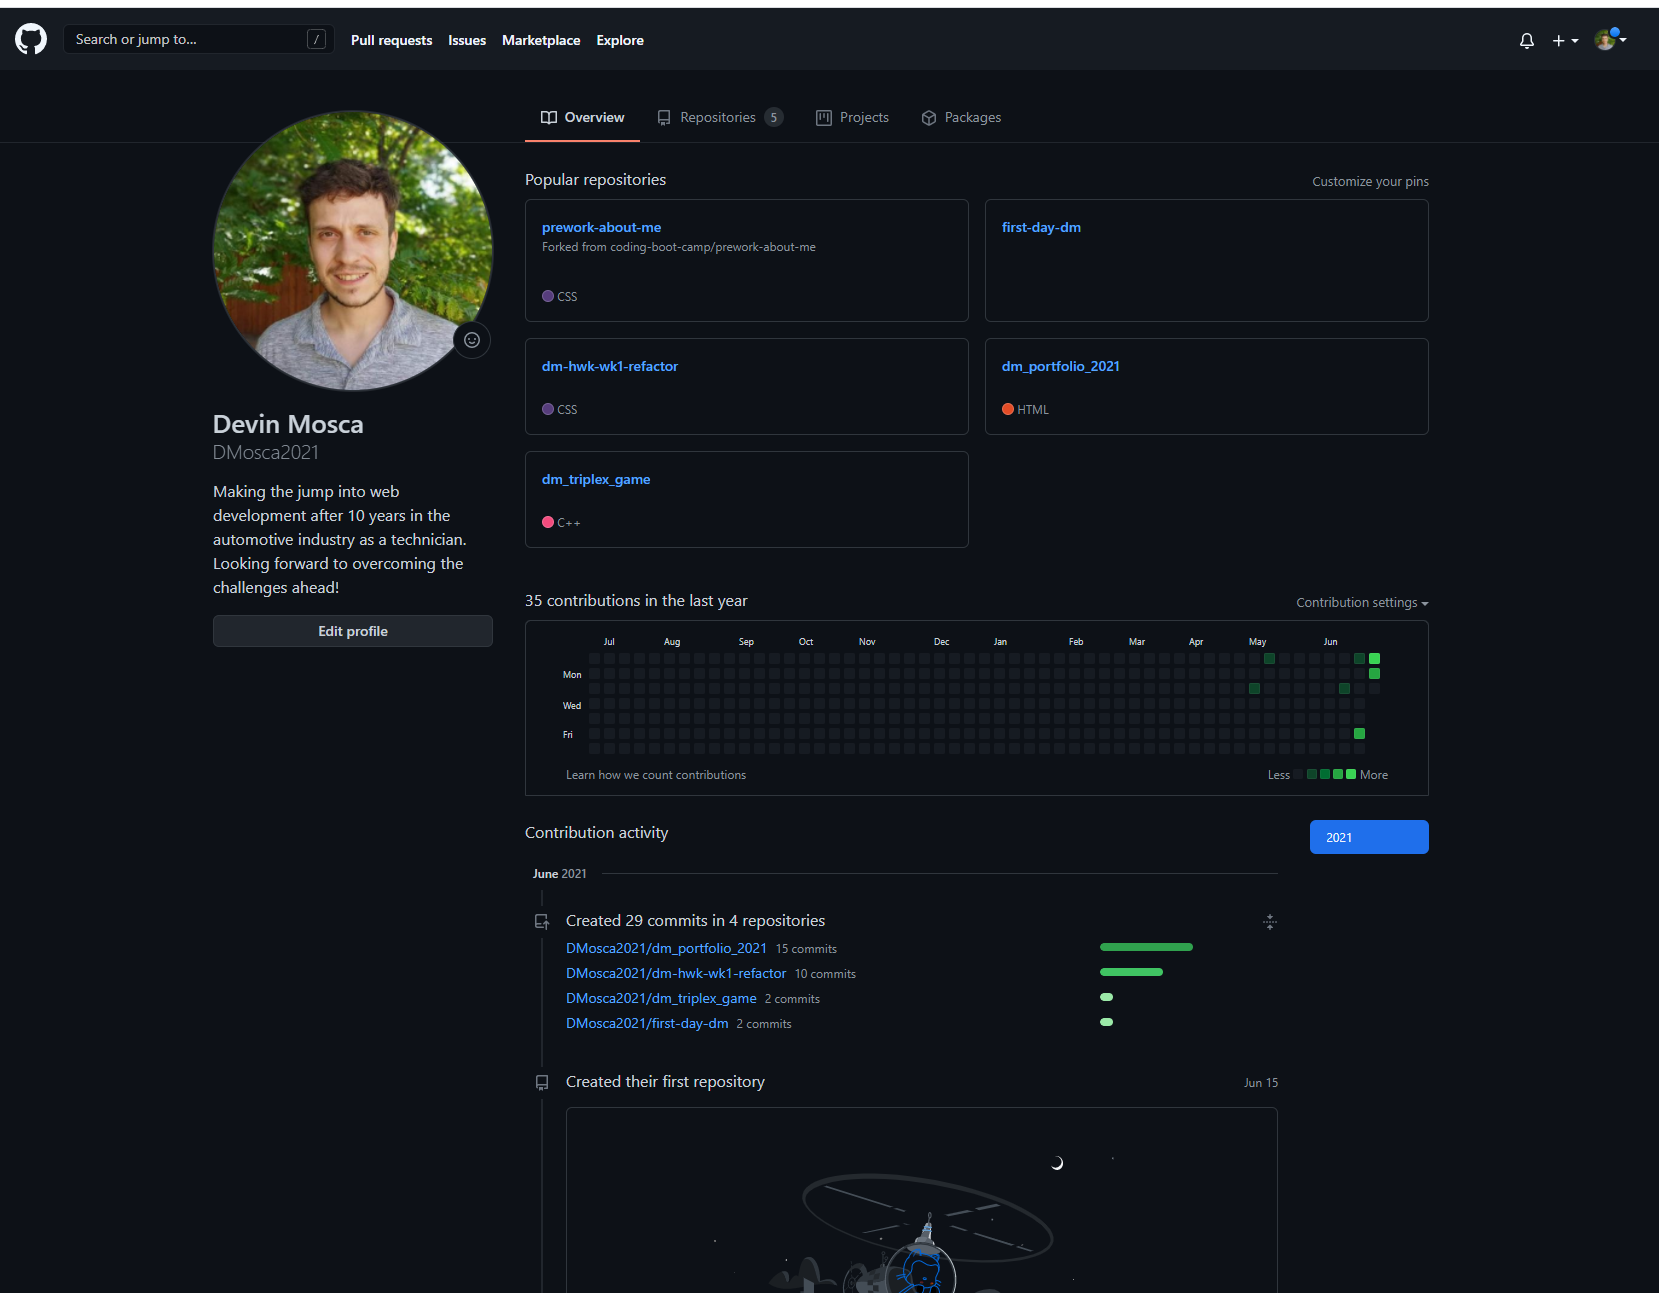 Search or jump to... /
Pull requests Issues Marketplace Explore
Overview Repositories 5 Projects Packages
Devin Mosca
DMosca2021
Making the jump into web
development after 10 years in the
automotive industry as a technician.
Looking forward to overcoming the
challenges ahead!
Edit profile
Popular repositories
Customize your pins
prework-about-me
Forked from coding-boot-camp/prework-about-me
CSS
first-day-dm
dm-hwk-wk1-refactor
CSS
dm_portfolio_2021
HTML
dm_triplex_game
C++
35 contributions in the last year
Contribution settings
Jul Aug Sep Oct Nov Dec Jan Feb Mar Apr May Jun
Mon
Wed
Fri
Learn how we count contributions
Less More
Contribution activity
2021
June 2021
Created 29 commits in 4 repositories
DMosca2021/dm_portfolio_2021 15 commits
DMosca2021/dm-hwk-wk1-refactor 10 commits
DMosca2021/dm_triplex_game 2 commits
DMosca2021/first-day-dm 2 commits
Created their first repository
Jun 15